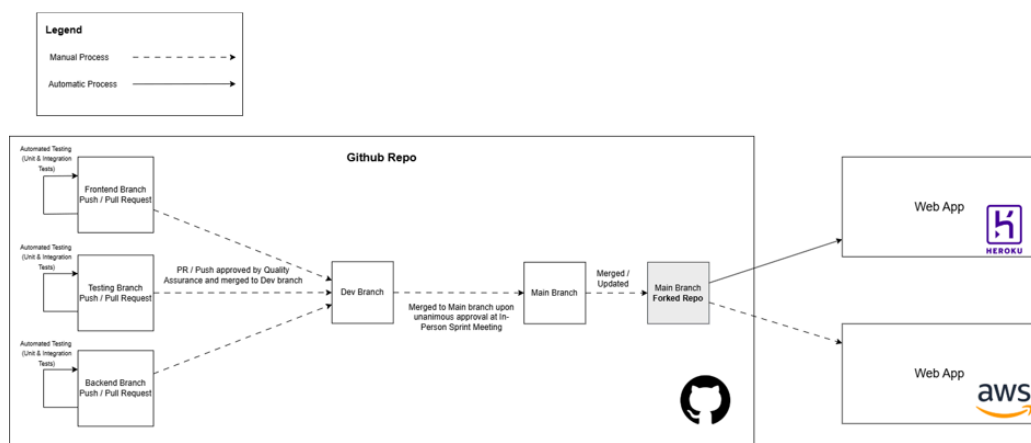 Legend
Manual Process
Automatic Process
Github Repo
Automated Testing
(Unit & Integration
Tests)
Frontend Branch
Push / Pull Request
Automated Testing
(Unit & Integration
Tests)
Testing Branch
Push / Pull Request
Automated Testing
(Unit & Integration
Tests)
Backend Branch
Push / Pull Request
PR / Push approved by Quality
Assurance and merged to Dev branch
Dev Branch
Merged to Main branch upon
unanimous approval at In-
Person Sprint Meeting
Main Branch
Merged /
Updated
Main Branch
Forked Repo
Web App
HEROKU
Web App
aws